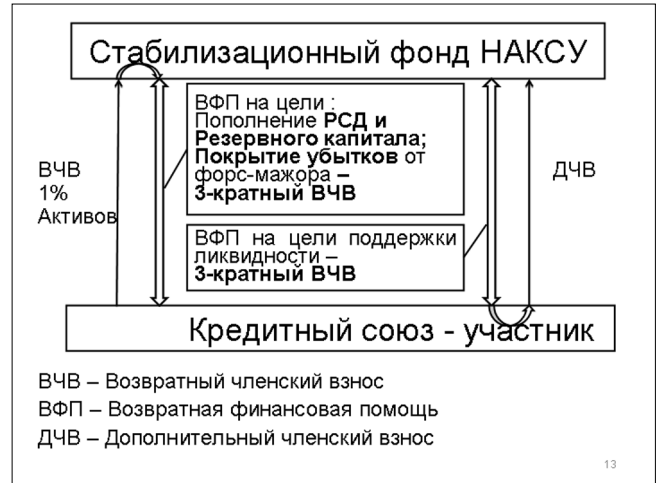 Стабилизационный фонд НАКСУ
ВФП на цели :
Пополнение РСД и
Резервного капитала;
Покрытие убытков от
форс-мажора –
3-кратный ВЧВ
ВЧВ
1%
Активов
ДЧВ
ВФП на цели поддержки
ликвидности –
3-кратный ВЧВ
Кредитный союз - участник
ВЧВ – Возвратный членский взнос
ВФП – Возвратная финансовая помощь
ДЧВ – Дополнительный членский взнос
13